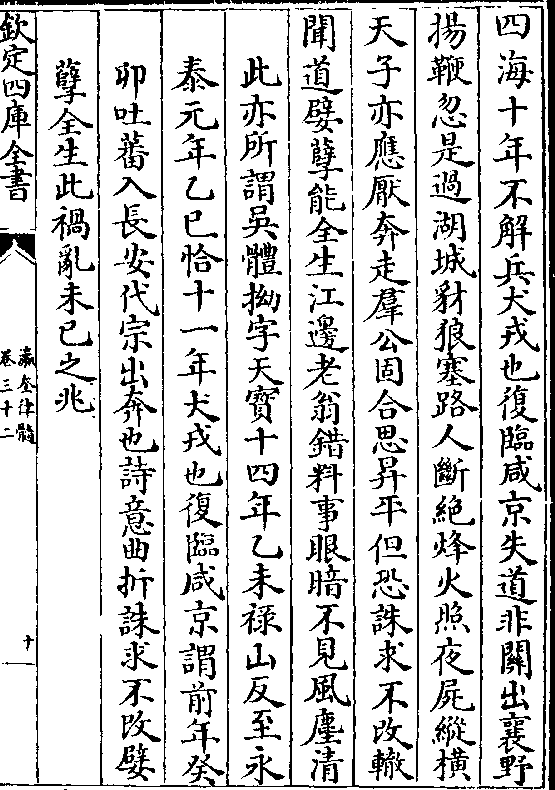 四海十年不解兵犬戎也復臨咸京失道非關出襄野
揚鞭忽是過湖城豺狼塞路人斷絶烽火照夜屍縱横
天子亦應厭奔走羣公固合思昇平但恐誅求不改轍
聞道嬖孽能全生江邊老翁錯料事眼暗不見風塵清
此亦所謂吳體拗字天寳十四年乙未禄山反至永
泰元年乙巳恰十一年犬戎也復臨咸京謂前年癸
卯吐蕃入長安代宗出奔也詩意曲折誅求不改嬖
孽全生此禍亂未已之兆
欽定四庫全書
瀛奎律髓
卷三十二
十